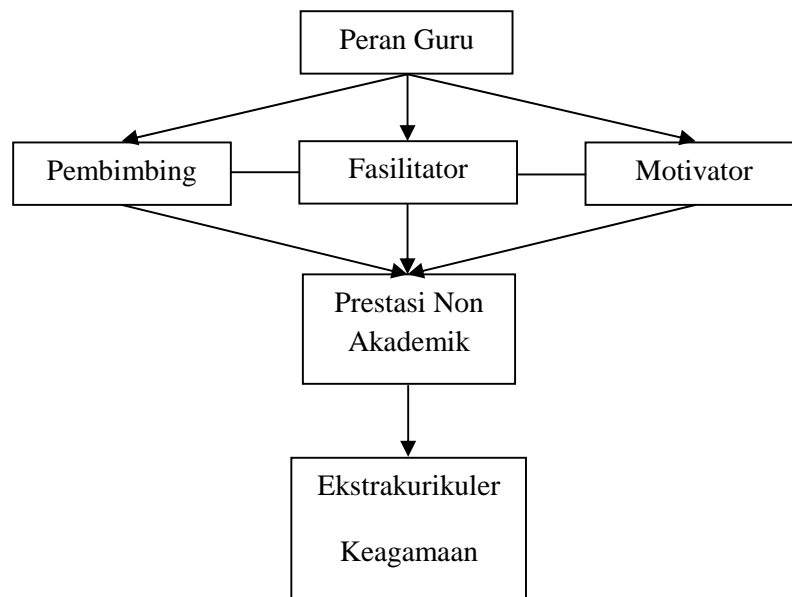 Peran Guru
Pembimbing
Fasilitator
Motivator
Prestasi Non
Akademik
Ekstrakurikuler
Keagamaan